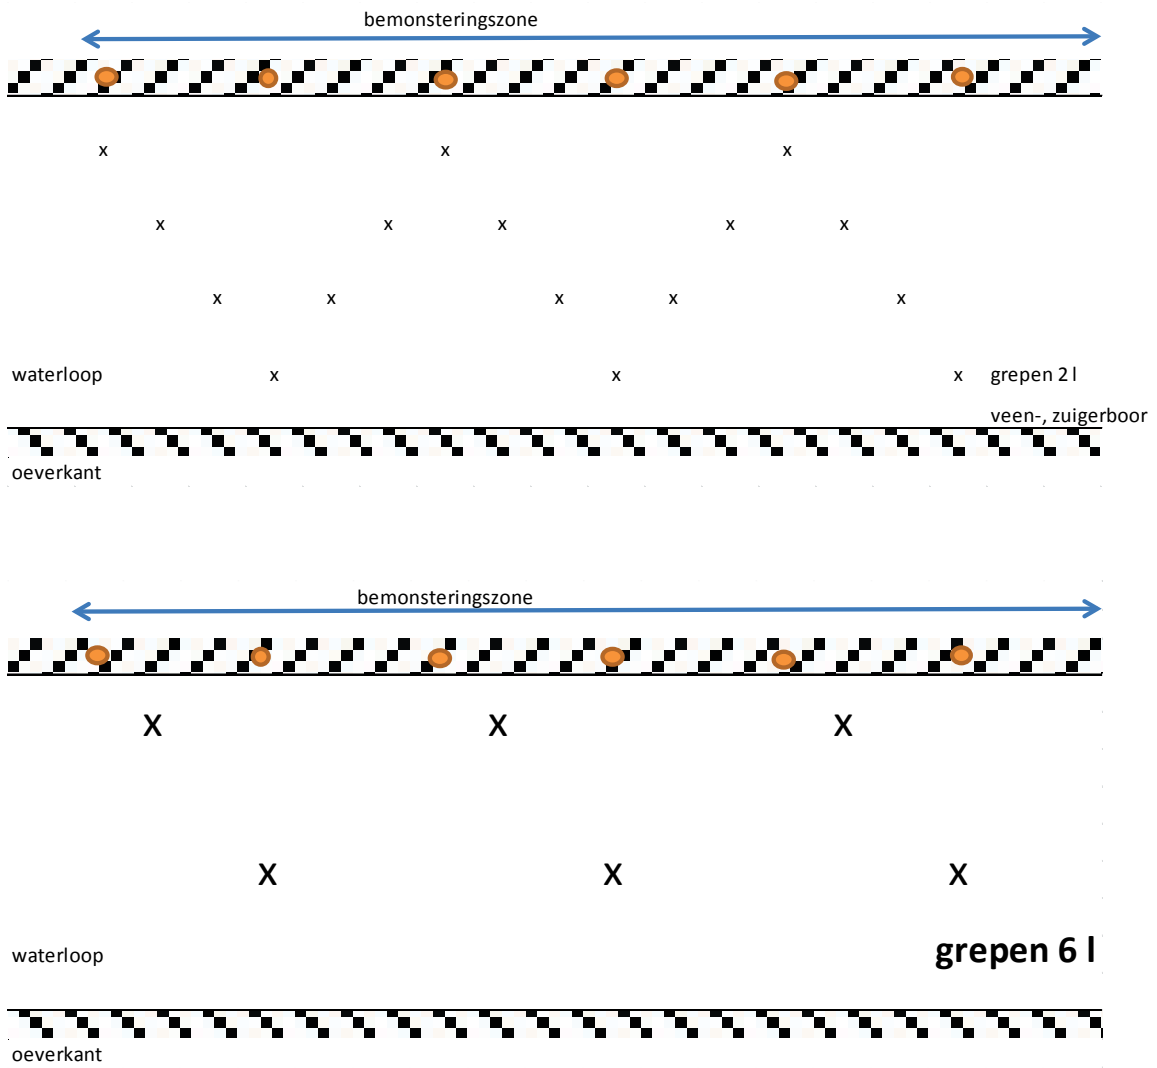 bemonsteringszone
x x x
x x x x x
x x x x x
waterloop x x x grepen 2 l
veen-, zuigerboor
oeverkant
bemonsteringszone
X X X
X X X
waterloop grepen 6 l
oeverkant